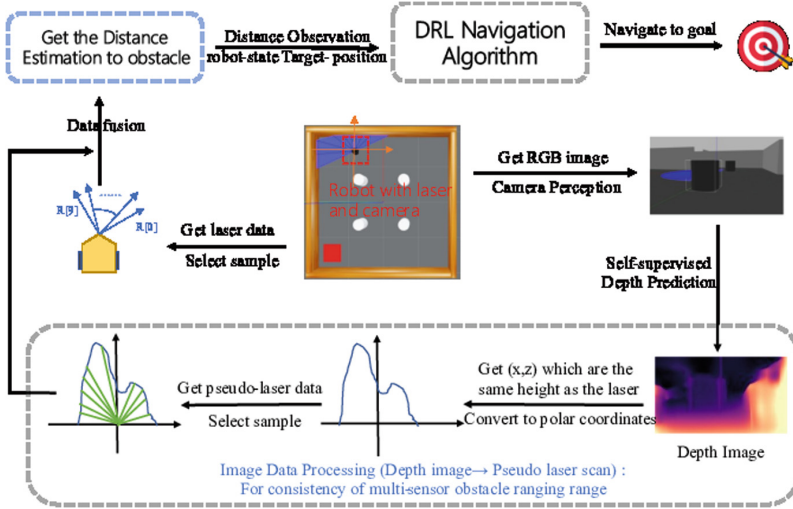 Get the Distance
Estimation to obstacle
Distance Observation
robot-state Target- position
DRL Navigation
Algorithm
Navigate to goal
Data fusion
Robot with laser
and camera
Get RGB image
Camera Perception
R[9]
.......
R[0]
Get laser data
Select sample
Self-supervised
Depth Prediction
Get pseudo-laser data
Select sample
Get (x,z) which are the
same height as the laser
Convert to polar coordinates
Depth Image
Image Data Processing (Depth image→ Pseudo laser scan) :
For consistency of multi-sensor obstacle ranging range